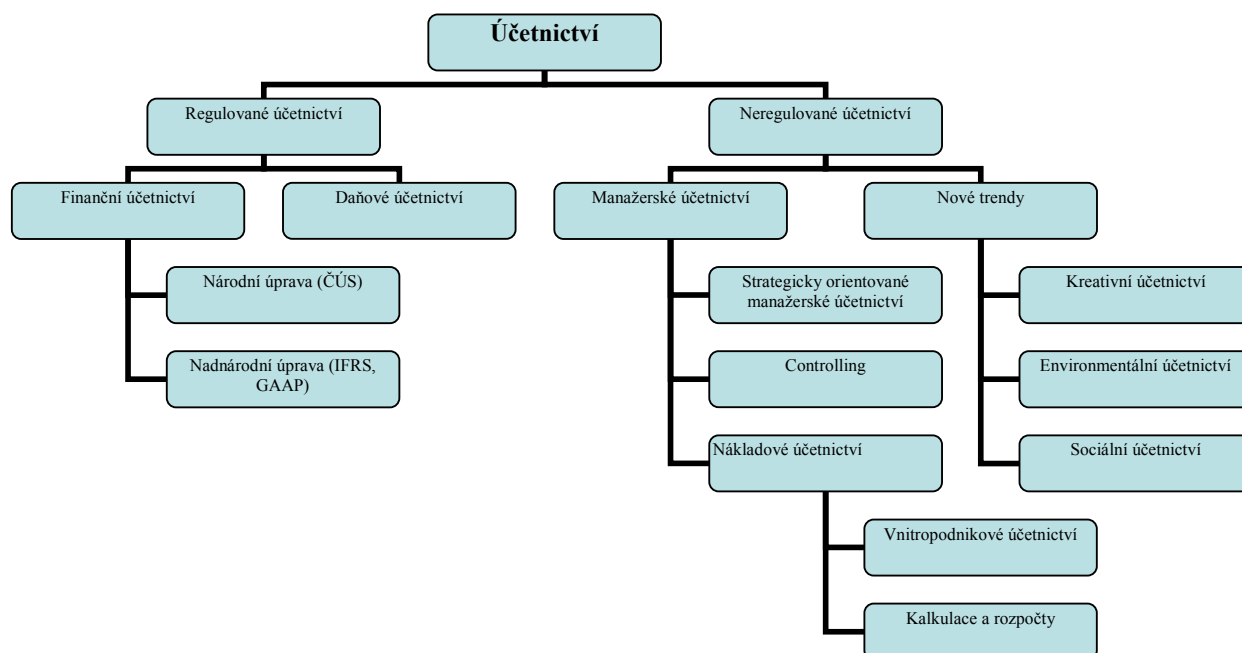 Účetnictví
Regulované účetnictví
Neregulované účetnictví
Finanční účetnictví
Daňové účetnictví
Manažerské účetnictví
Nové trendy
Národní úprava (ČÚS)
Strategicky orientované
manažerské účetnictví
Kreativní účetnictví
Nadnárodní úprava (IFRS,
GAAP)
Controlling
Environmentální účetnictví
Nákladové účetnictví
Sociální účetnictví
Vnitropodnikové účetnictví
Kalkulace a rozpočty